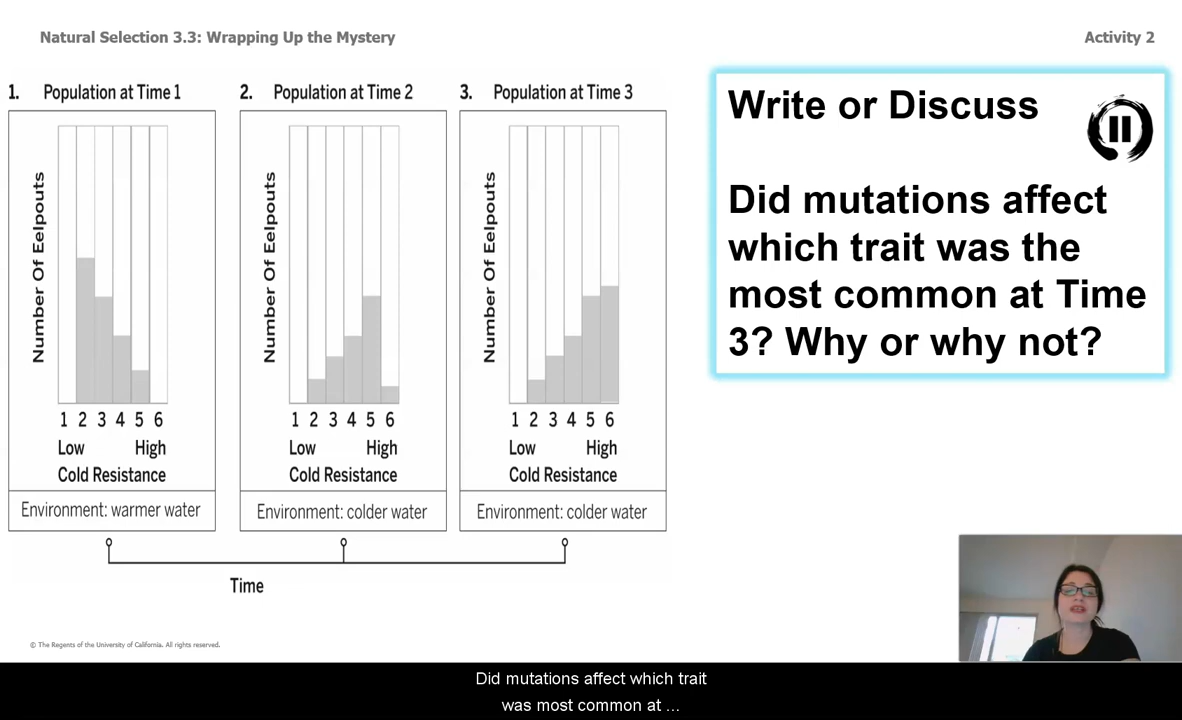 Natural Selection 3.3: Wrapping Up the Mystery
Activity 2
1. Population at Time 1
Number Of Eelpouts
1 2 3 4 5 6
Low High
Cold Resistance
Environment: warmer water
2. Population at Time 2
Number Of Eelpouts
1 2 3 4 5 6
Low High
Cold Resistance
Environment: colder water
3. Population at Time 3
Number Of Eelpouts
1 2 3 4 5 6
Low High
Cold Resistance
Environment: colder water
Time
Write or Discuss
Did mutations affect
which trait was the
most common at Time
3? Why or why not?
© The Regents of the University of California. All rights reserved.
Did mutations affect which trait
was most common at ...